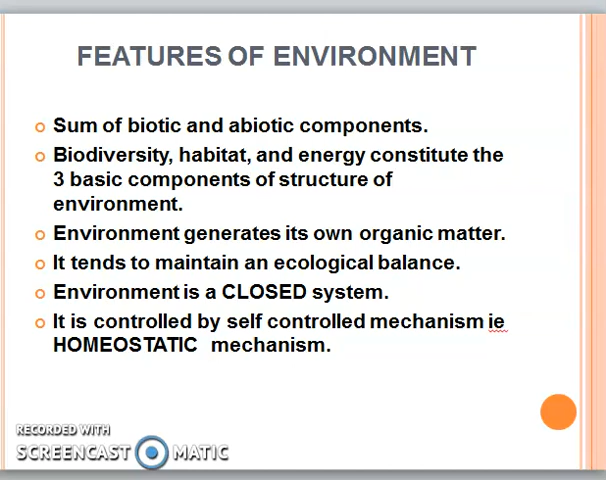 FEATURES OF ENVIRONMENT
Sum of biotic and abiotic components.
Biodiversity, habitat, and energy constitute the
3 basic components of structure of
environment.
Environment generates its own organic matter.
It tends to maintain an ecological balance.
Environment is a CLOSED system.
It is controlled by self controlled mechanism ie
HOMEOSTATIC mechanism.
RECORDED WITH
SCREENCAST MATIC